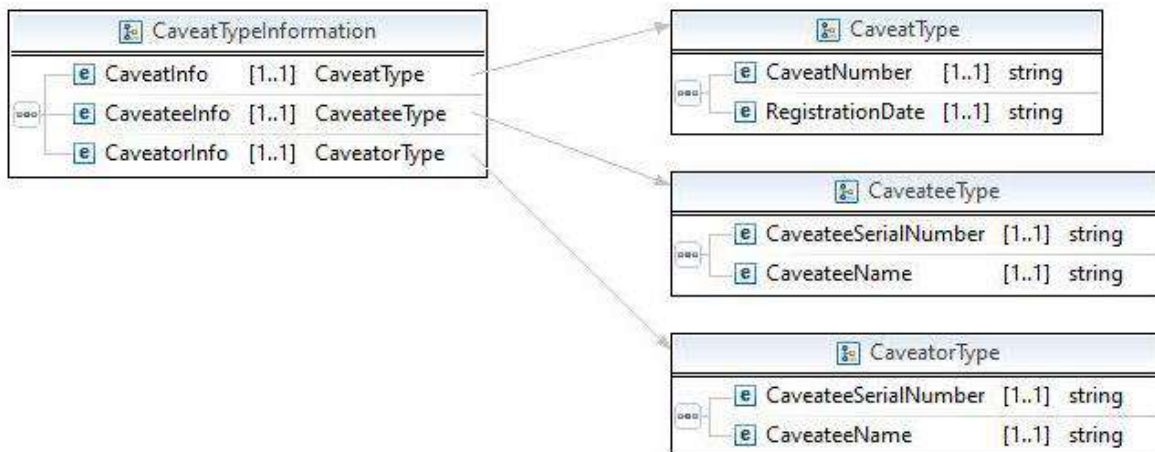 CaveatTypeInformation
e CaveatInfo [1..1] CaveatType
e CaveateeInfo [1..1] CaveateeType
e CaveatorInfo [1..1] CaveatorType
CaveatType
e CaveatNumber [1..1] string
e RegistrationDate [1..1] string
CaveateeType
e CaveateeSerialNumber [1..1] string
e CaveateeName [1..1] string
CaveatorType
e CaveateeSerialNumber [1..1] string
e CaveateeName [1..1] string